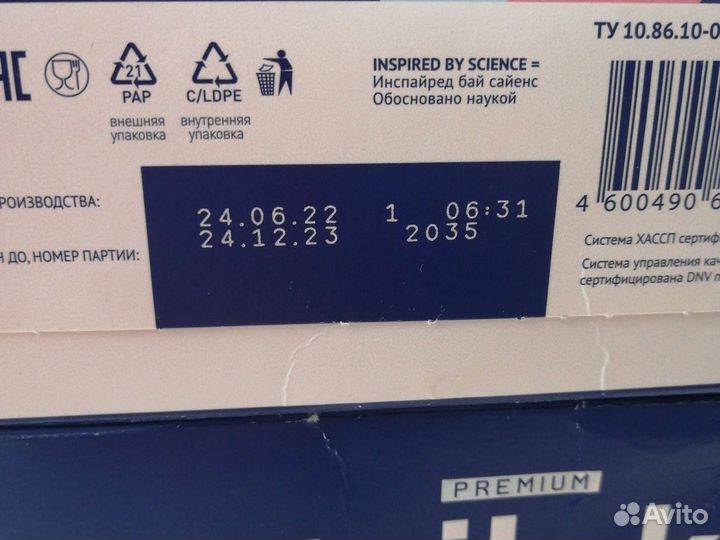 ТУ 10.86.10-0
ЕАС
21
PAP
C/LDPE
внешняя
упаковка
внутренняя
упаковка
INSPIRED BY SCIENCE =
Инспайред бай сайенс
Обосновано наукой
РОИЗВОДСТВА:
24.06.22 1 06:31
Н ДО, НОМЕР ПАРТИИ:
24.12.23 2035
4 600490 6
Система ХАССП сертиф
Система управления кач
сертифицирована DNV п
PREMIUM
Avito